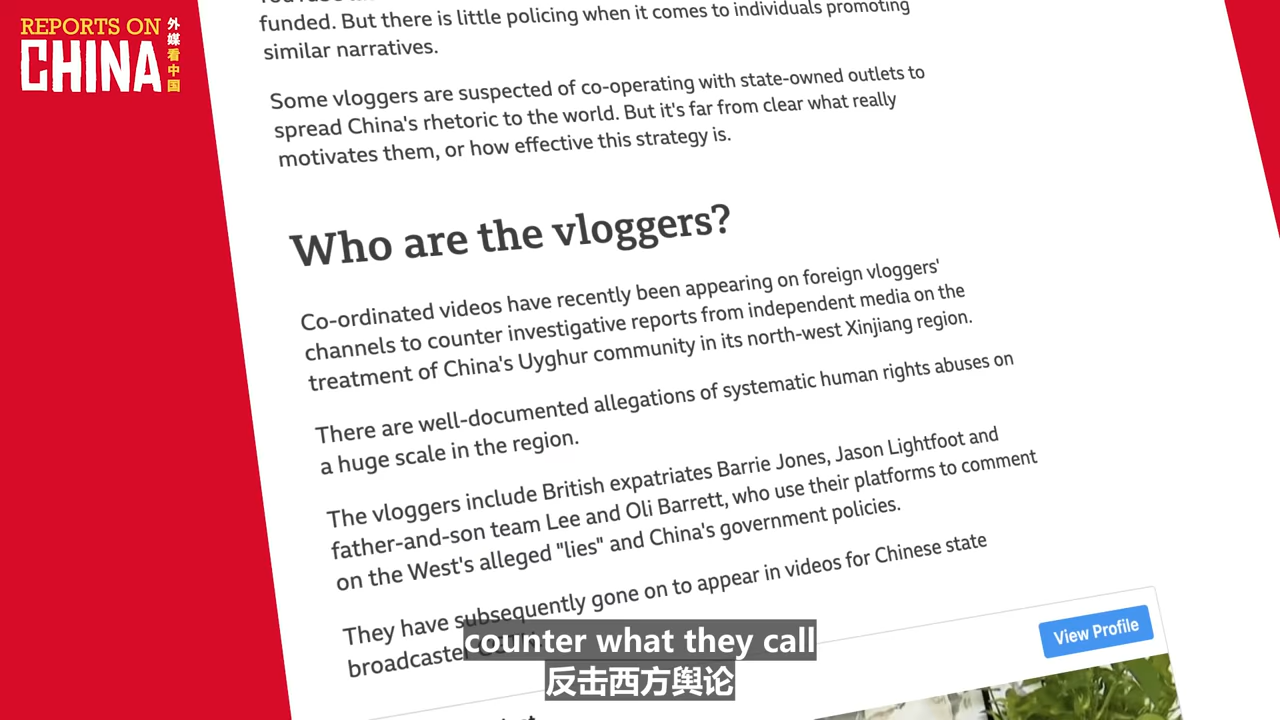 REPORTS ON
CHINA
外媒看中国
funded. But there is little policing when it comes to individuals promoting
similar narratives.
Some vloggers are suspected of co-operating with state-owned outlets to
spread China's rhetoric to the world. But it's far from clear what really
motivates them, or how effective this strategy is.
Who are the vloggers?
Co-ordinated videos have recently been appearing on foreign vloggers'
channels to counter investigative reports from independent media on the
treatment of China's Uyghur community in its north-west Xinjiang region.
There are well-documented allegations of systematic human rights abuses on
a huge scale in the region.
The vloggers include British expatriates Barrie Jones, Jason Lightfoot and
father-and-son team Lee and Oli Barrett, who use their platforms to comment
on the West's alleged "lies" and China's government policies.
They have subsequently gone on to appear in videos for Chinese state
broadcaster
View Profile
counter what they call
反击西方舆论